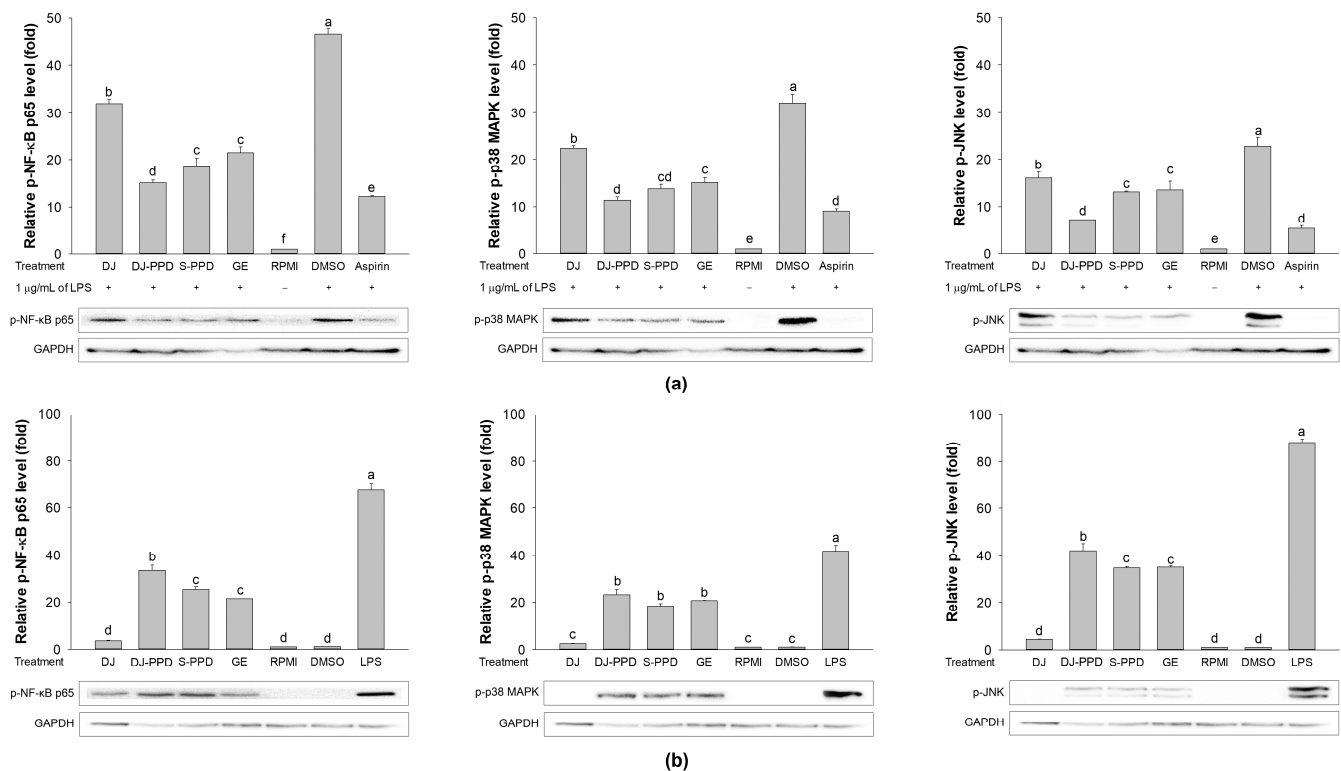 Relative p-NF-κB p65 level (fold)
50
40
30
20
10
0
b
d
c
c
f
a
e
Treatment DJ DJ-PPD S-PPD GE RPMI DMSO Aspirin
1 μg/mL of LPS + + + + – + +
p-NF-κB p65
GAPDH
Relative p-p38 MAPK level (fold)
50
40
30
20
10
0
b
d
cd
c
e
a
d
Treatment DJ DJ-PPD S-PPD GE RPMI DMSO Aspirin
1 μg/mL of LPS + + + + – + +
p-p38 MAPK
GAPDH
Relative p-JNK level (fold)
50
40
30
20
10
0
b
d
c
c
e
a
d
Treatment DJ DJ-PPD S-PPD GE RPMI DMSO Aspirin
1 μg/mL of LPS + + + + – + +
p-JNK
GAPDH
(a)
Relative p-NF-κB p65 level (fold)
100
80
60
40
20
0
d
b
c
c
d
d
a
Treatment DJ DJ-PPD S-PPD GE RPMI DMSO LPS
p-NF-κB p65
GAPDH
Relative p-p38 MAPK level (fold)
100
80
60
40
20
0
c
b
b
b
c
c
a
Treatment DJ DJ-PPD S-PPD GE RPMI DMSO LPS
p-p38 MAPK
GAPDH
Relative p-JNK level (fold)
100
80
60
40
20
0
d
b
c
c
d
d
a
Treatment DJ DJ-PPD S-PPD GE RPMI DMSO LPS
p-JNK
GAPDH
(b)